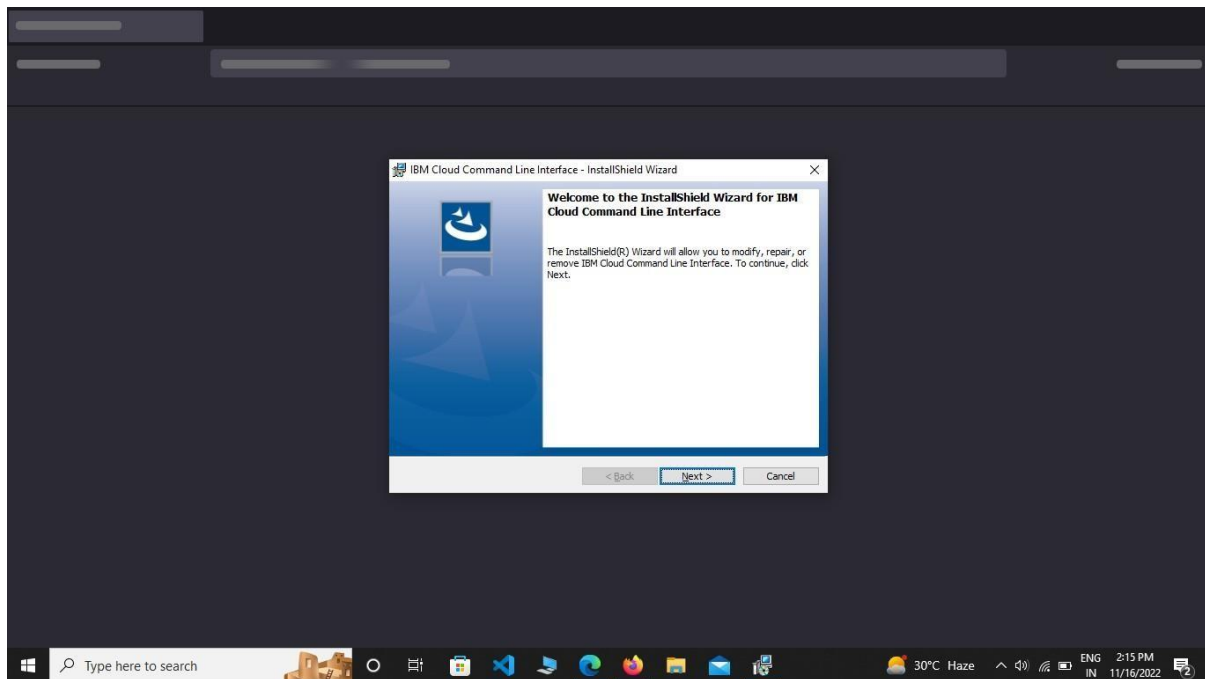 IBM Cloud Command Line Interface - InstallShield Wizard
Welcome to the InstallShield Wizard for IBM
Cloud Command Line Interface
The InstallShield(R) Wizard will allow you to modify, repair, or
remove IBM Cloud Command Line Interface. To continue, click
Next.
< Back Next > Cancel
Type here to search
30°C Haze
ENG
IN
2:15 PM
11/16/2022
2